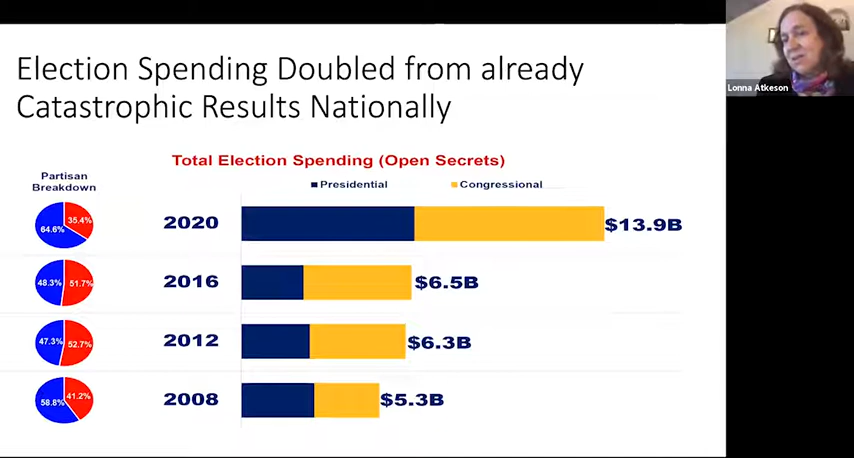 Election Spending Doubled from already
Catastrophic Results Nationally
Lonna Atkeson
Total Election Spending (Open Secrets)
Partisan
Breakdown
Presidential
Congressional
64.6%
35.4%
2020
$13.9B
48.3%
51.7%
2016
$6.5B
47.3%
52.7%
2012
$6.3B
58.8%
41.2%
2008
$5.3B